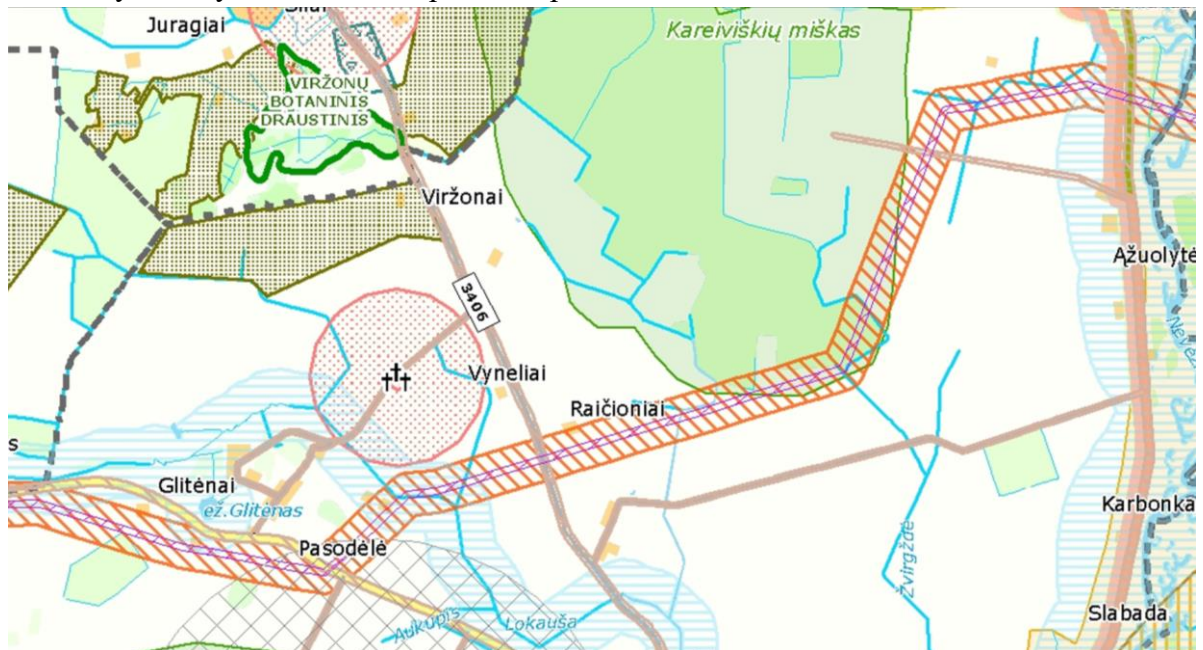 Juragiai
Kareiviškių miškas
VIRŽONŲ
BOTANINIS
DRAUSTINIS
Viržonai
Ąžuolytė
3406
Vyneliai
Raičioniai
s
Glitėnai
ež.Glitėnas
Karbonka
Pasodėlė
Žvirgždė
Aukupis
Lokauša
Slabada